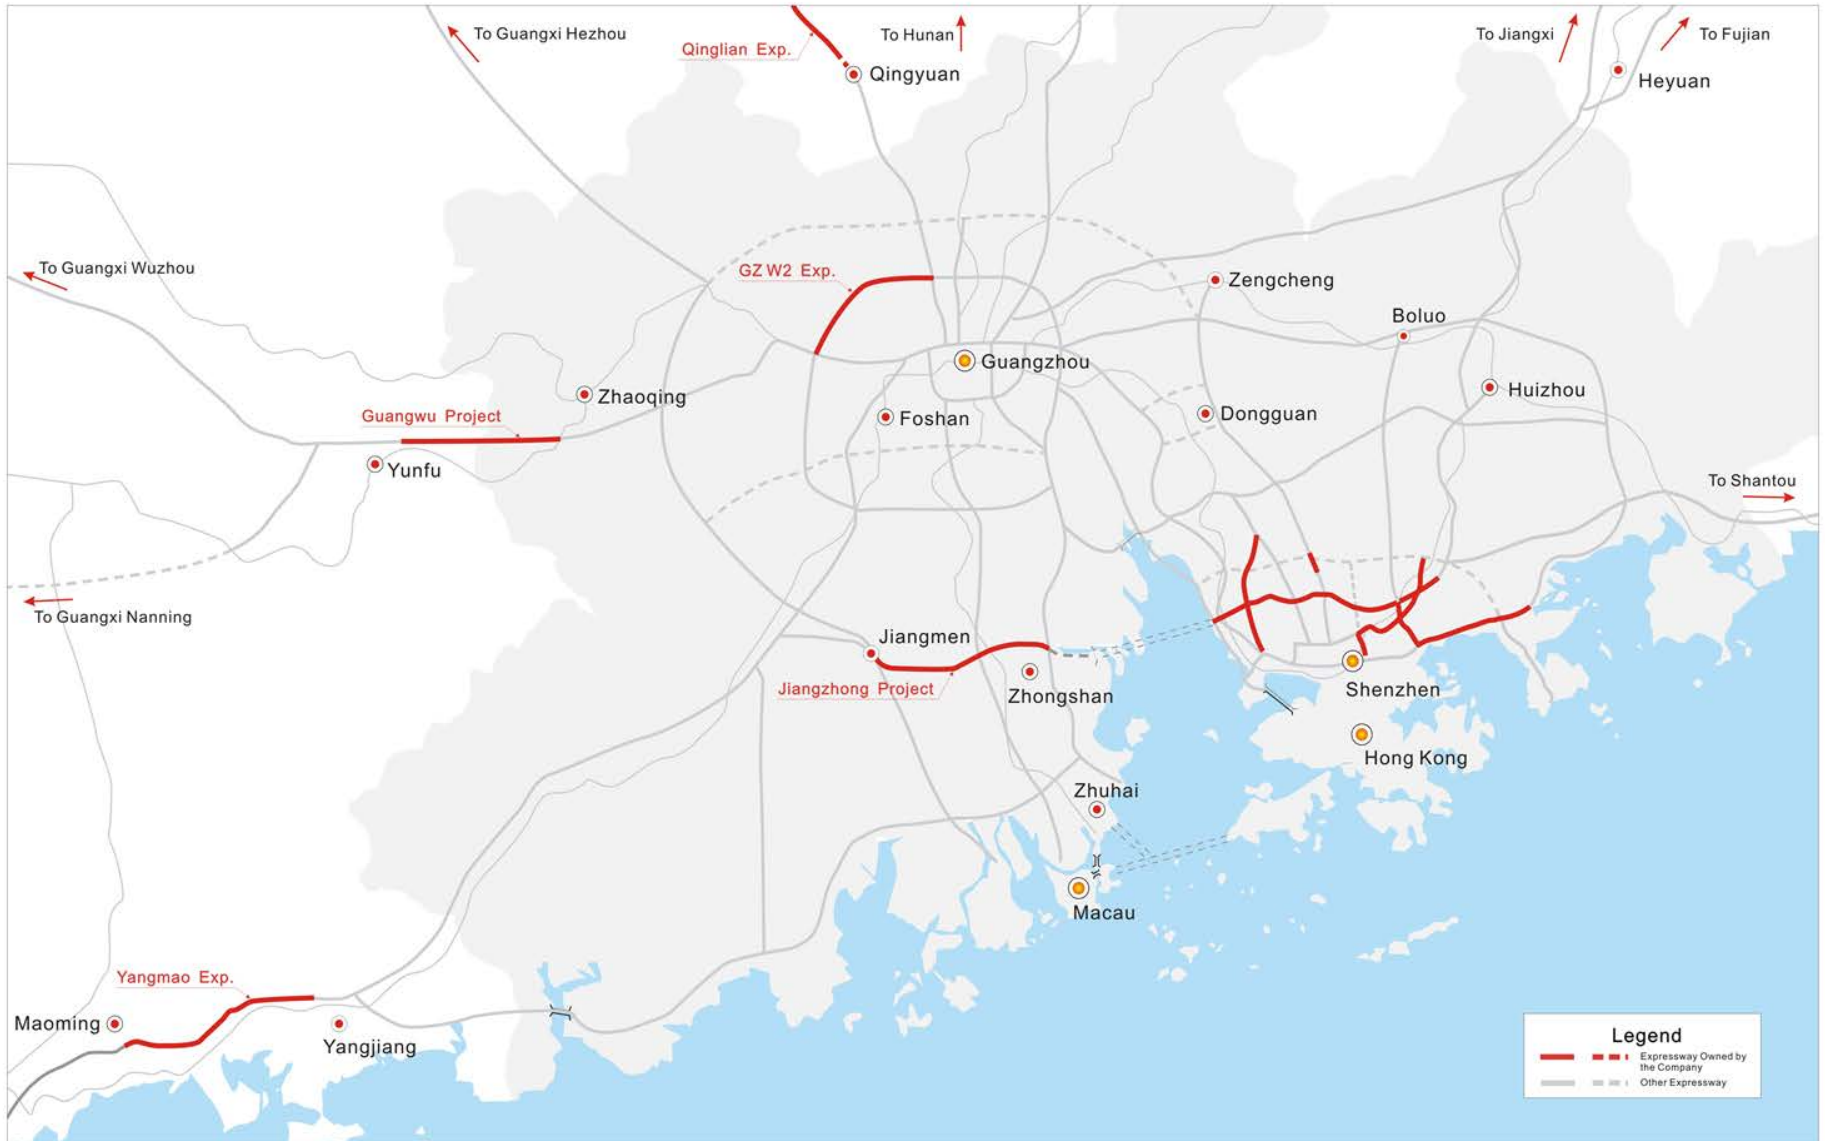 To Guangxi Hezhou
Qinglian Exp.
To Hunan
To Jiangxi
To Fujian
Qingyuan
Heyuan
To Guangxi Wuzhou
GZ W2 Exp.
Zengcheng
Boluo
Guangzhou
Zhaoqing
Huizhou
Guangwu Project
Foshan
Dongguan
Yunfu
To Shantou
To Guangxi Nanning
Jiangmen
Jiangzhong Project
Zhongshan
Shenzhen
Hong Kong
Zhuhai
Macau
Yangmao Exp.
Maoming
Yangjiang
Legend
Expressway Owned by
the Company
Other Expressway